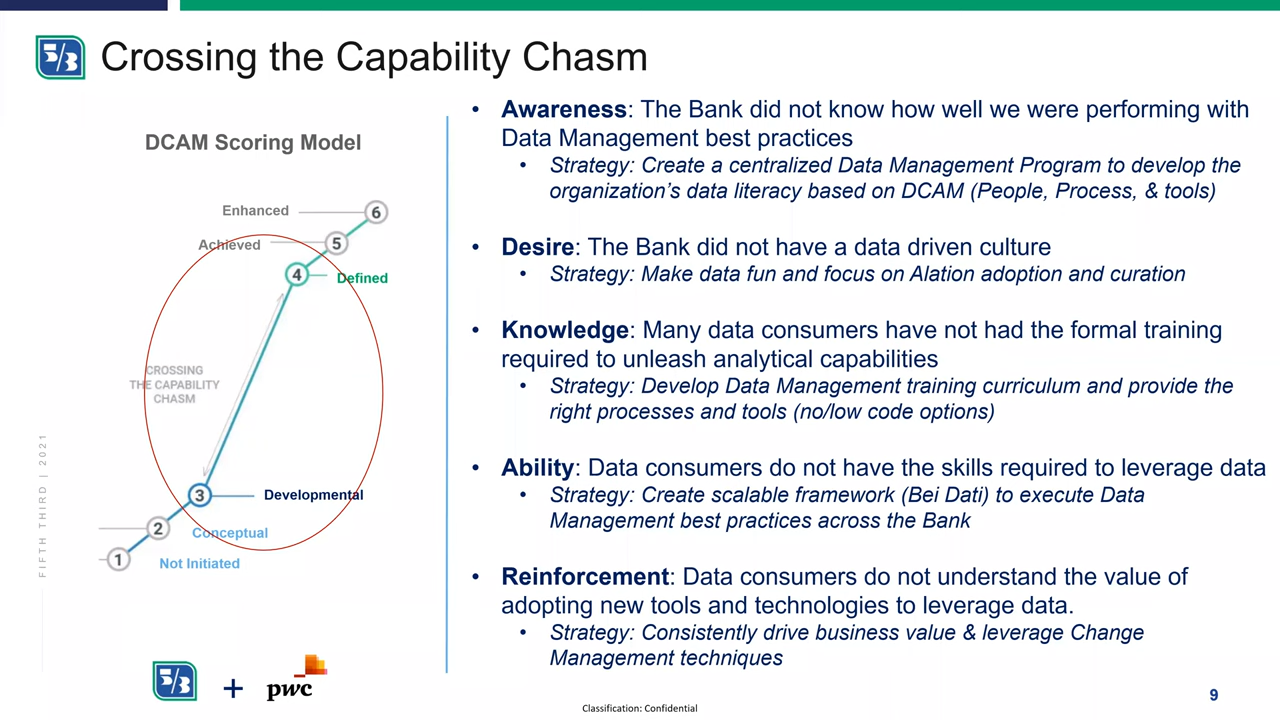 5/3 Crossing the Capability Chasm
DCAM Scoring Model
Enhanced
6
Achieved
5
4
Defined
CROSSING
THE CAPABILITY
CHASM
3
Developmental
2
Conceptual
1
Not Initiated
FIFTH THIRD | 2021
5/3 + pwc
• Awareness: The Bank did not know how well we were performing with
Data Management best practices
• Strategy: Create a centralized Data Management Program to develop the
organization’s data literacy based on DCAM (People, Process, & tools)
• Desire: The Bank did not have a data driven culture
• Strategy: Make data fun and focus on Alation adoption and curation
• Knowledge: Many data consumers have not had the formal training
required to unleash analytical capabilities
• Strategy: Develop Data Management training curriculum and provide the
right processes and tools (no/low code options)
• Ability: Data consumers do not have the skills required to leverage data
• Strategy: Create scalable framework (Bei Dati) to execute Data
Management best practices across the Bank
• Reinforcement: Data consumers do not understand the value of
adopting new tools and technologies to leverage data.
• Strategy: Consistently drive business value & leverage Change
Management techniques
Classification: Confidential
9